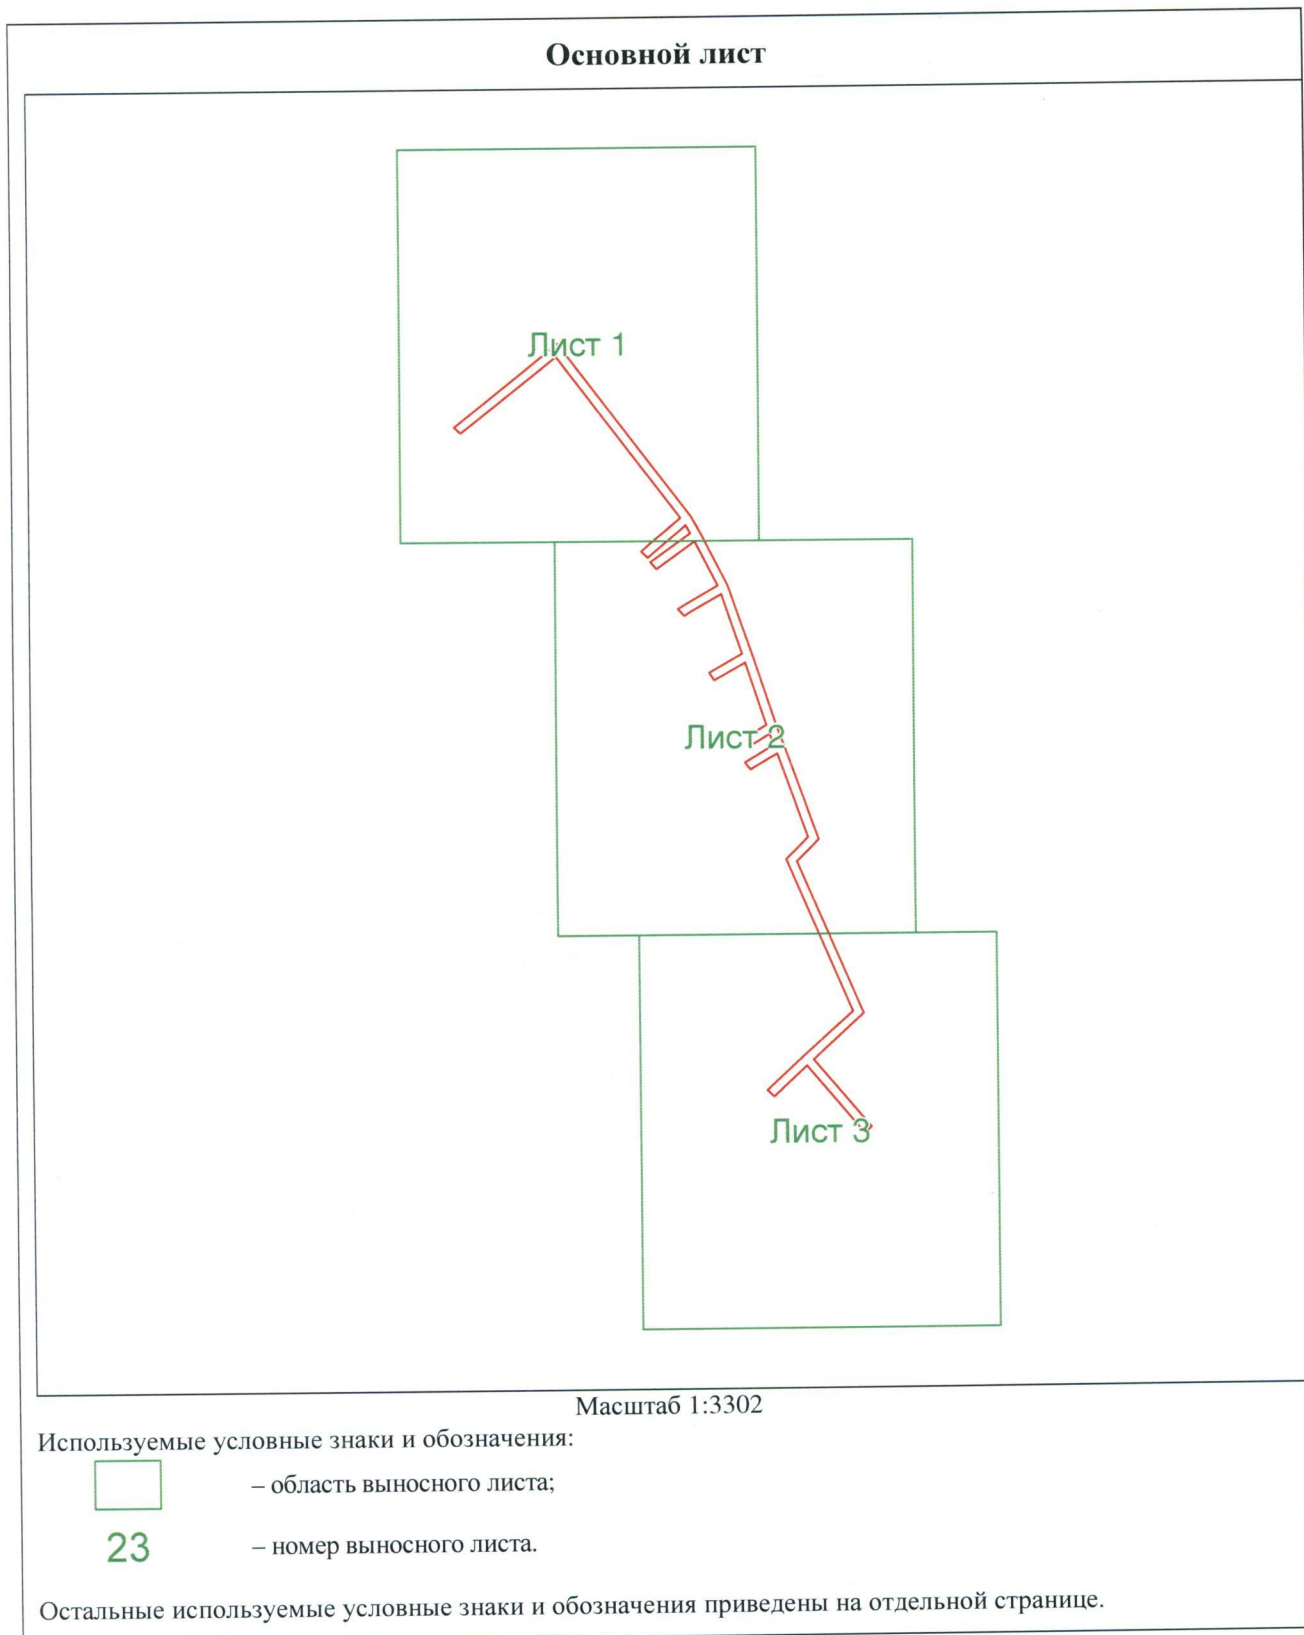 Основной лист
Лист 1
Лист 2
Лист 3
Масштаб 1:3302
Используемые условные знаки и обозначения:
– область выносного листа;
23 – номер выносного листа.
Остальные используемые условные знаки и обозначения приведены на отдельной странице.